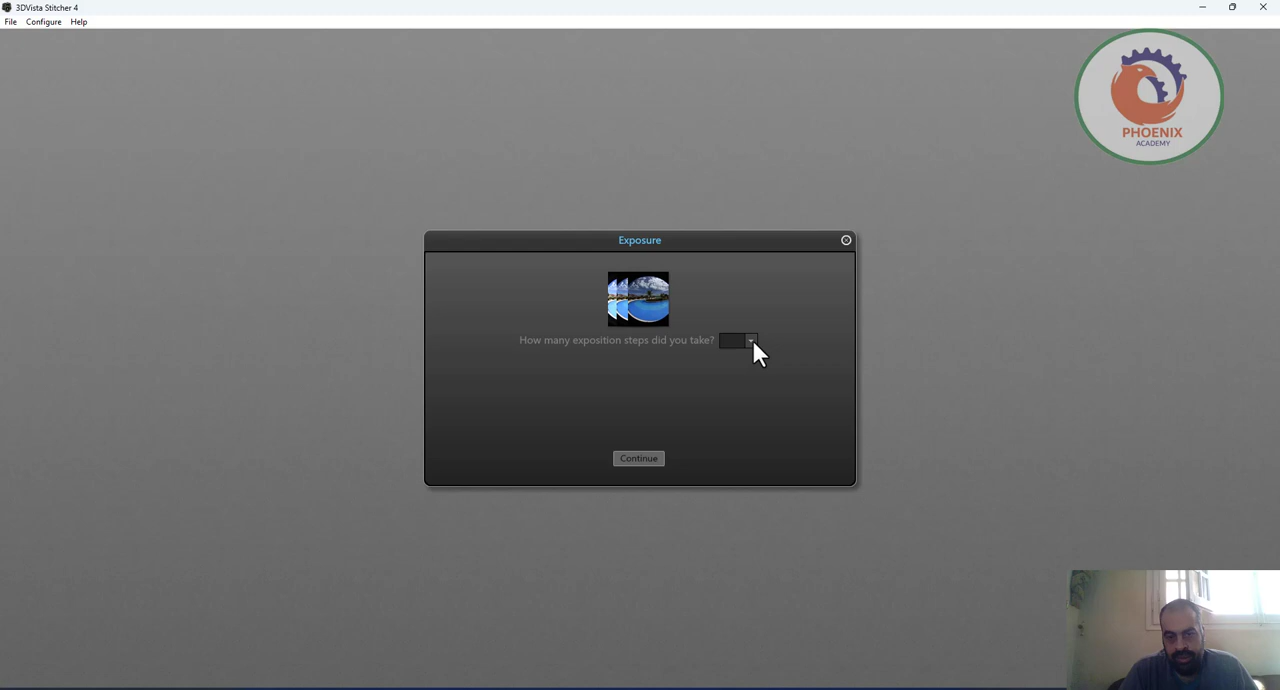 3DVista Stitcher 4
File Configure Help
PHOENIX
ACADEMY
Exposure
How many exposition steps did you take?
Continue